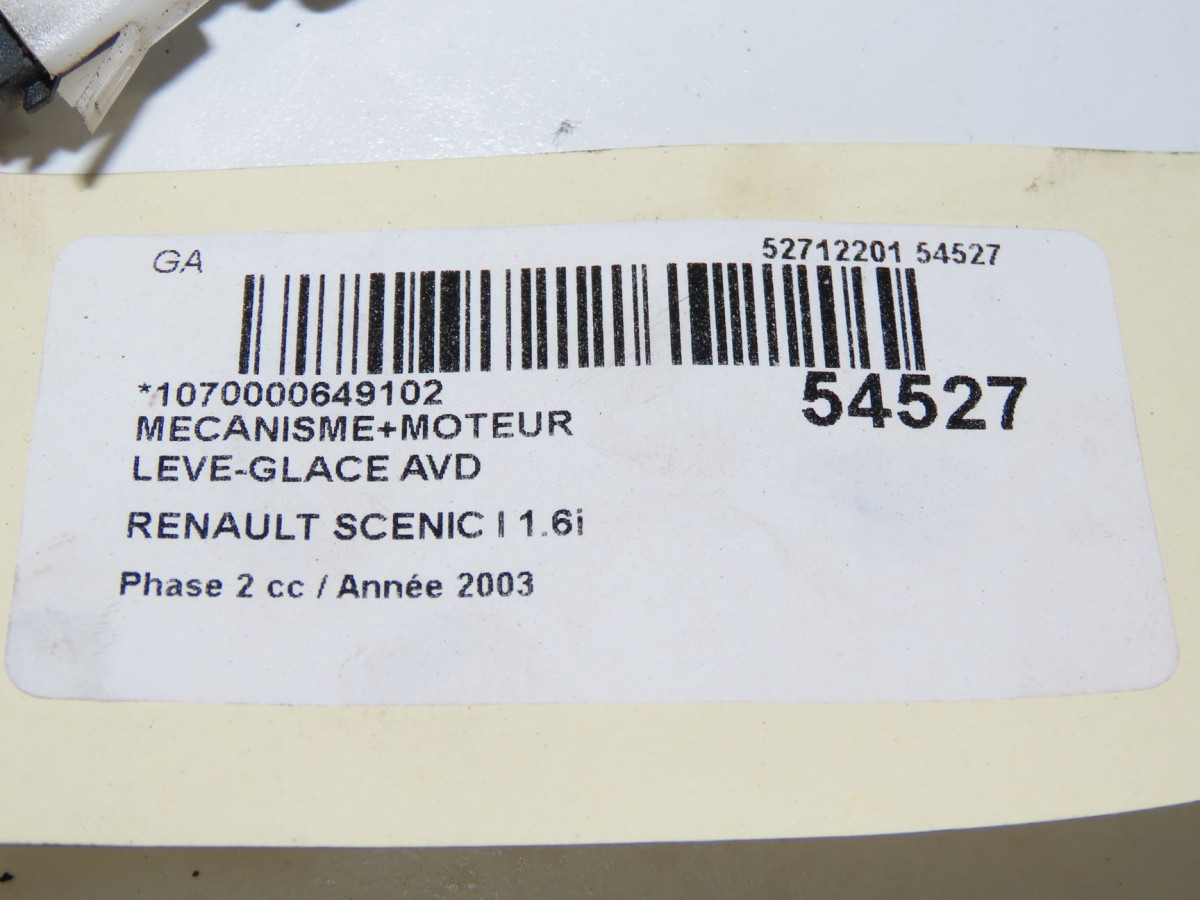 GA
52712201 54527
*1070000649102
54527
MECANISME+MOTEUR
LEVE-GLACE AVD
RENAULT SCENIC I 1.6i
Phase 2 cc / Année 2003